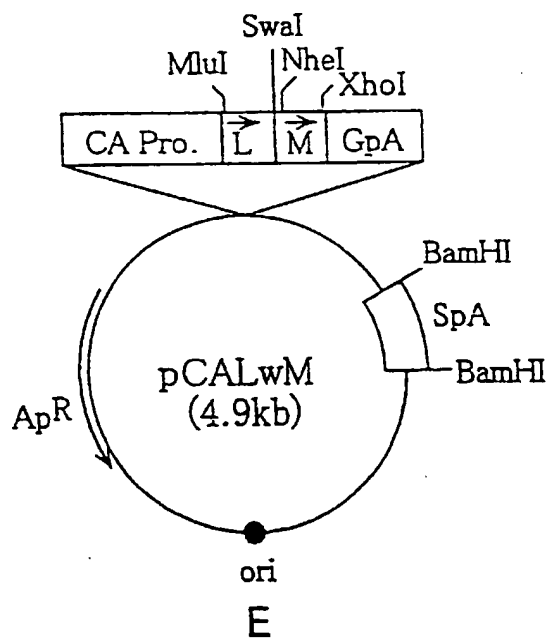 SwaI
MluI
NheI
XhoI
CA Pro.
L
M
GpA
BamHI
SpA
BamHI
pCALwM
(4.9kb)
ApR
ori
E